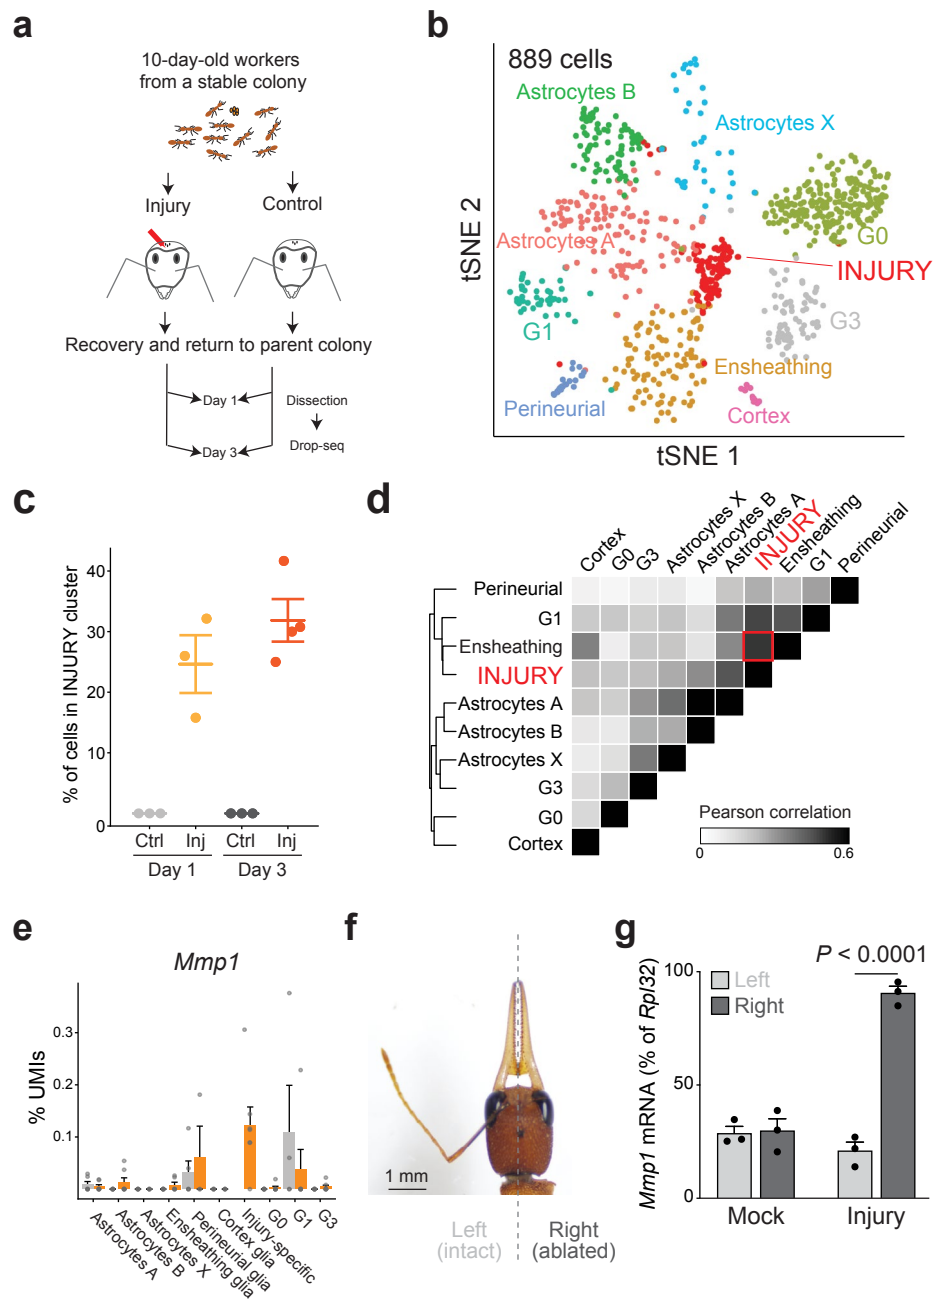 a
10-day-old workers
from a stable colony
Injury
Control
Recovery and return to parent colony
Day 1
Dissection
Day 3
Drop-seq
b
889 cells
Astrocytes B
Astrocytes X
Astrocytes A
G0
INJURY
G1
G3
Ensheathing
Perineurial
Cortex
tSNE 2
tSNE 1
c
% of cells in INJURY cluster
40
30
20
10
0
Ctrl
Inj
Ctrl
Inj
Day 1
Day 3
d
Cortex
G0
G3
Astrocytes X
Astrocytes B
Astrocytes A
INJURY
Ensheathing
G1
Perineurial
Perineurial
G1
Ensheathing
INJURY
Astrocytes A
Astrocytes B
Astrocytes X
G3
G0
Cortex
Pearson correlation
0
0.6
e
Mmp1
% UMIs
0.3
0.2
0.1
Astrocytes A
Astrocytes B
Astrocytes X
Ensheathing glia
Perineurial glia
Cortex glia
Injury-specific
G0
G1
G3
f
1 mm
Left
(intact)
Right
(ablated)
g
P < 0.0001
Mmp1 mRNA (% of Rpl32)
100
50
0
Left
Right
Mock
Injury